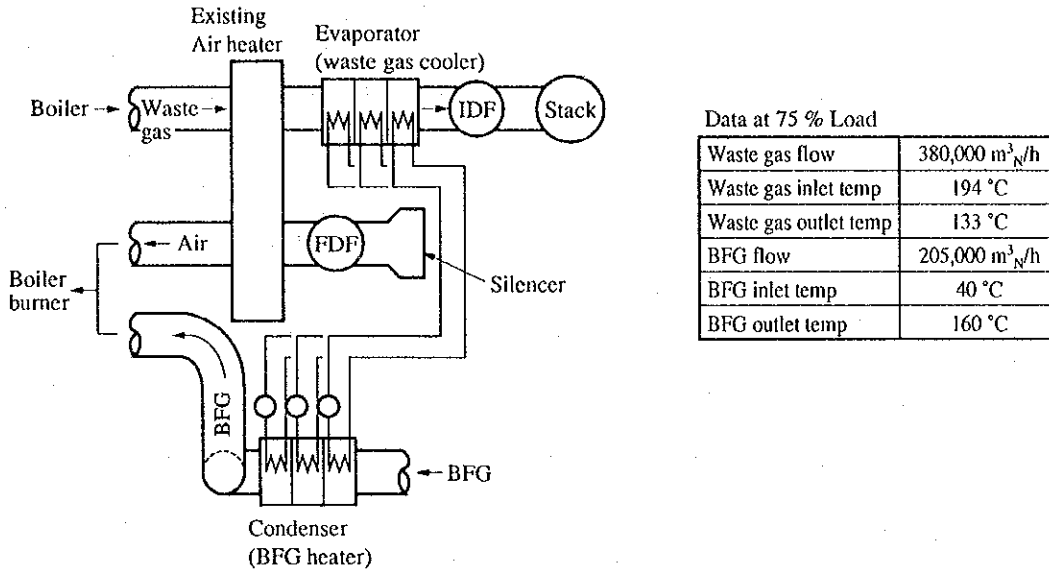 Existing
Air heater
Evaporator
(waste gas cooler)
Boiler
Waste
gas
IDF
Stack
Air
FDF
Silencer
Boiler
burner
BFG
BFG
Condenser
(BFG heater)
Data at 75 % Load
Waste gas flow 380,000 m³N/h
Waste gas inlet temp 194 °C
Waste gas outlet temp 133 °C
BFG flow 205,000 m³N/h
BFG inlet temp 40 °C
BFG outlet temp 160 °C